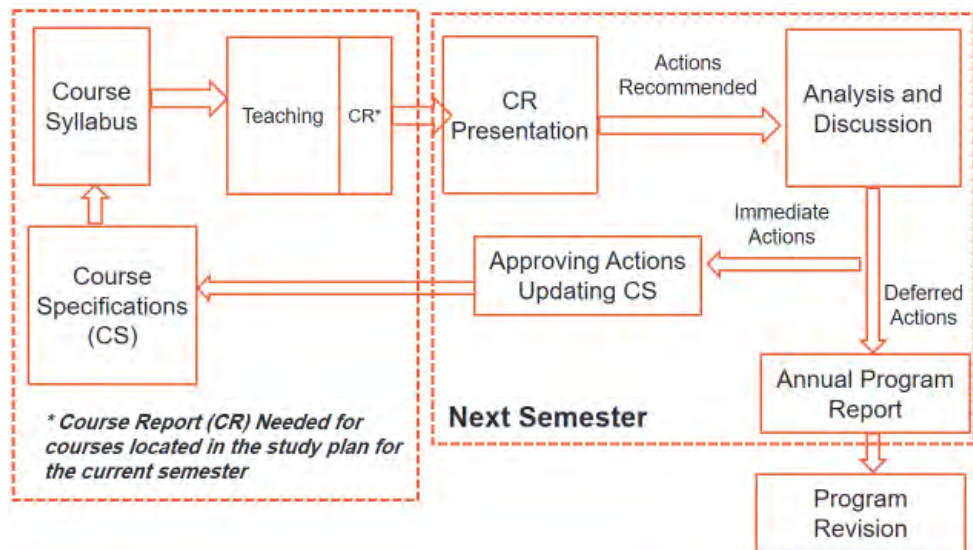 Course
Syllabus
Teaching
CR*
CR
Presentation
Actions
Recommended
Analysis and
Discussion
Immediate
Actions
Approving Actions
Updating CS
Course
Specifications
(CS)
Deferred
Actions
Annual Program
Report
Next Semester
* Course Report (CR) Needed for
courses located in the study plan for
the current semester
Program
Revision